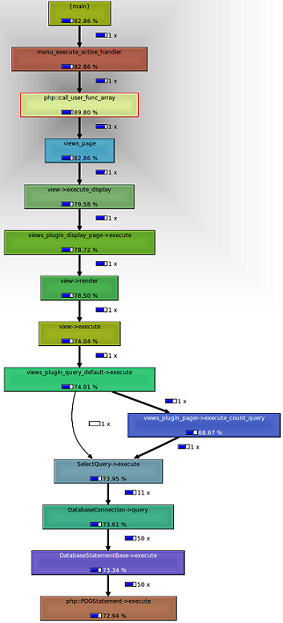 {main}
82.86 %
1 x
menu_execute_active_handler
82.86 %
1 x
php::call_user_func_array
89.80 %
1 x
views_page
82.86 %
1 x
view->execute_display
79.58 %
1 x
views_plugin_display_page->execute
78.72 %
1 x
view->render
78.50 %
1 x
view->execute
74.04 %
1 x
views_plugin_query_default->execute
74.01 %
1 x
views_plugin_pager->execute_count_query
68.67 %
1 x
1 x
SelectQuery->execute
73.95 %
11 x
DatabaseConnection->query
73.61 %
50 x
DatabaseStatementBase->execute
73.34 %
50 x
php::PDOStatement->execute
72.94 %